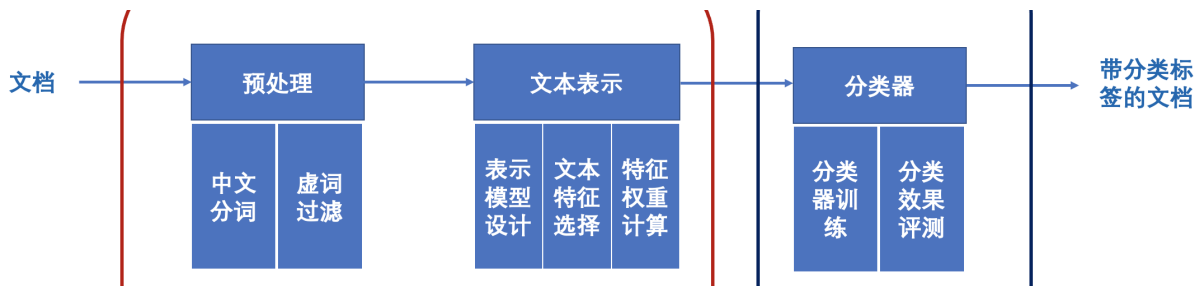 文档
预处理
中文
分词
虚词
过滤
文本表示
表示
模型
设计
文本
特征
选择
特征
权重
计算
分类器
分类
器训
练
分类
效果
评测
带分类标
签的文档